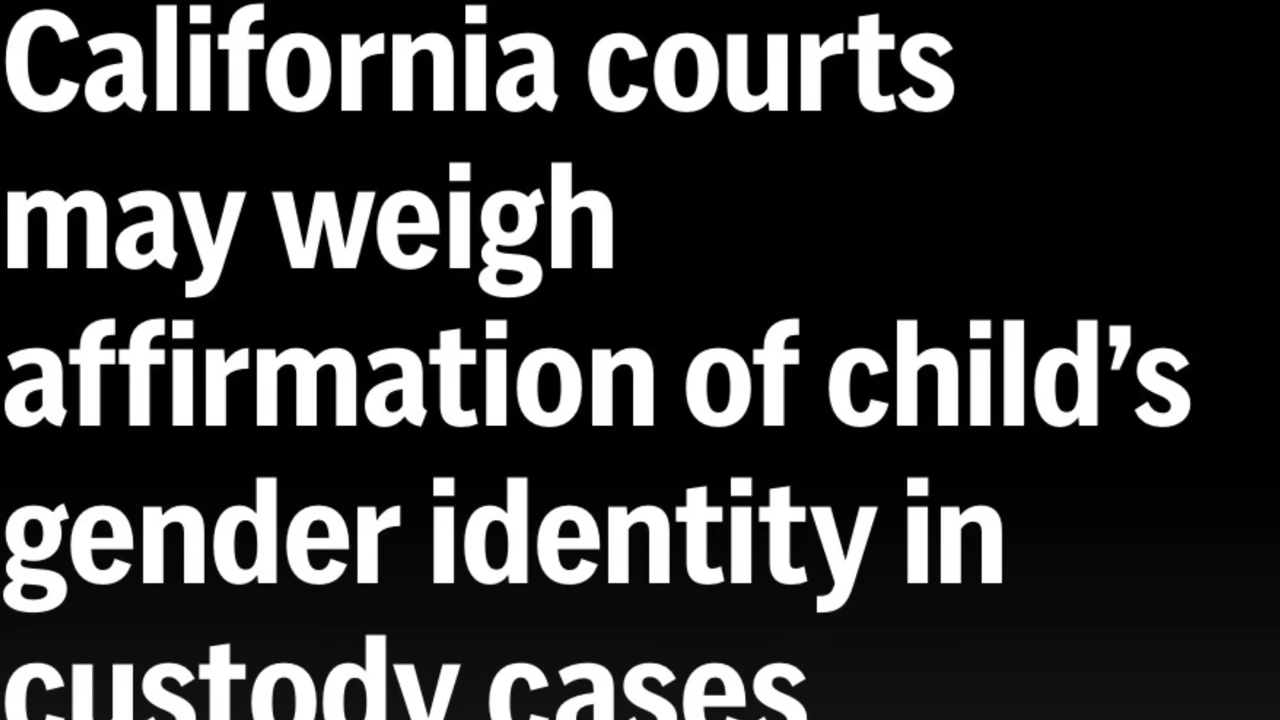 California courts
may weigh
affirmation of child’s
gender identity in
custody cases